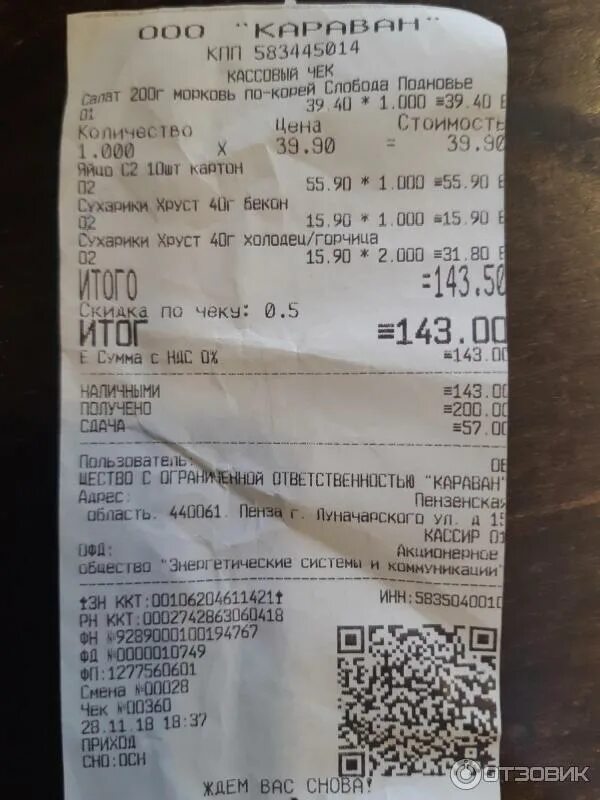 ООО "КАРАВАН"
КПП 583445014
КАССОВЫЙ ЧЕК
Салат 200г морковь по-корей Слобода Подновье
01 39.40 * 1.000 ≡39.40 Е
Количество Цена Стоимость
1.000 X 39.90 = 39.90
Яйцо С2 10шт картон
02 55.90 * 1.000 ≡55.90 Е
Сухарики Хруст 40г бекон
02 15.90 * 1.000 ≡15.90 Е
Сухарики Хруст 40г холодец/горчица
02 15.90 * 2.000 ≡31.80 Е
ИТОГО =143.50
Скидка по чеку: 0.5
ИТОГ ≡143.00
Е Сумма с НДС 0% ≡143.00
НАЛИЧНЫМИ ≡143.00
ПОЛУЧЕНО ≡200.00
СДАЧА ≡57.00
Пользователь: ОБ
ЩЕСТВО С ОГРАНИЧЕННОЙ ОТВЕТСТВЕННОСТЬЮ "КАРАВАН"
Адрес: Пензенская
область. 440061. Пенза г. Луначарского ул. д 15
КАССИР 01
ОФД: Акционерное
общество "Энергетические системы и коммуникации"
ЗН ККТ:00106204611421 ИНН:5835040010
РН ККТ:0002742863060418
ФН №9289000100194767
ФД №0000010749
ФП:1277560601
Смена №00028
Чек №00360
28.11.18 18:37
ПРИХОД
СНО:ОСН
ЖДЕМ ВАС СНОВА!
ОТЗОВИК